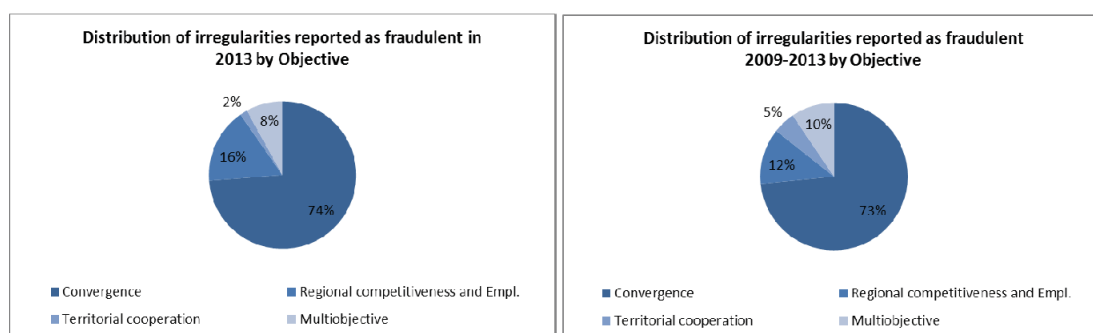 Distribution of irregularities reported as fraudulent in
2013 by Objective
2%
8%
16%
74%
Convergence
Regional competitiveness and Empl.
Territorial cooperation
Multiobjective
Distribution of irregularities reported as fraudulent
2009-2013 by Objective
5%
10%
12%
73%
Convergence
Regional competitiveness and Empl.
Territorial cooperation
Multiobjective